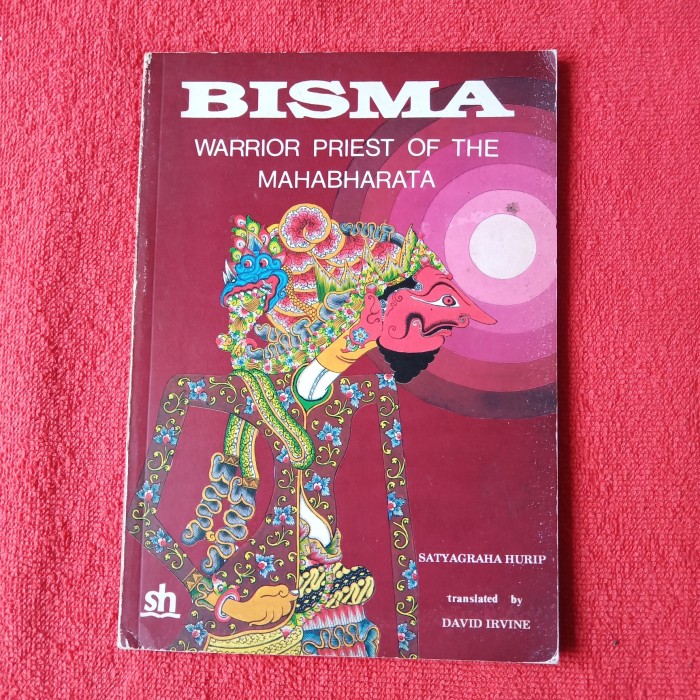 BISMA
WARRIOR PRIEST OF THE
MAHABHARATA
SATYAGRAHA HURIP
translated by
DAVID IRVINE
sh